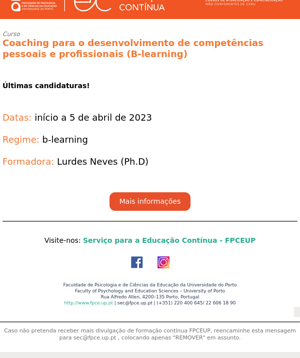 CONTÍNUA
Curso
Coaching para o desenvolvimento de competências
pessoais e profissionais (B-learning)
Últimas candidaturas!
Datas: início a 5 de abril de 2023
Regime: b-learning
Formadora: Lurdes Neves (Ph.D)
Mais informações
Visite-nos: Serviço para a Educação Contínua - FPCEUP
Faculdade de Psicologia e de Ciências da Educação da Universidade do Porto
Faculty of Psychology and Education Sciences - University of Porto
Rua Alfredo Allen, 4200-135 Porto, Portugal
http://www.fpce.up.pt | sec@fpce.up.pt | (+351) 220 400 645/ 22 606 18 90
Caso não pretenda receber mais divulgação de formação contínua FPCEUP, reencaminhe esta mensagem
para sec@fpce.up.pt , colocando apenas "REMOVER" em assunto.